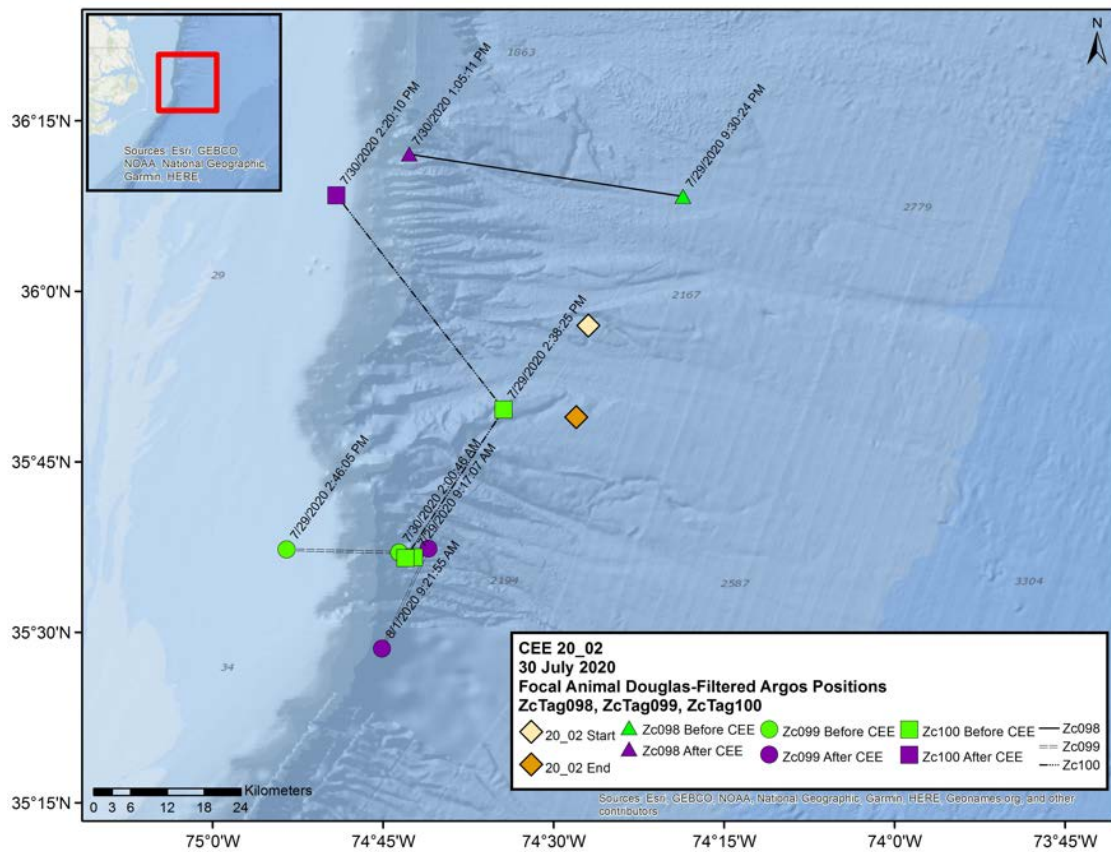 N
1863
Sources: Esri, GEBCO,
NOAA, National Geographic,
Garmin, HERE,
7/30/2020 2:20:10 PM
7/30/2020 1:05:11 PM
7/29/2020 9:30:24 PM
36°15'N
2779
29
36°0'N
2167
7/29/2020 2:38:25 PM
35°45'N
7/29/2020 2:46:05 PM
7/30/2020 2:00:46 AM
7/29/2020 9:17:07 AM
8/1/2020 9:21:55 AM
2194
2587
3304
35°30'N
34
CEE 20_02
30 July 2020
Focal Animal Douglas-Filtered Argos Positions
ZcTag098, ZcTag099, ZcTag100
20_02 Start
Zc098 Before CEE
Zc099 Before CEE
Zc100 Before CEE
Zc098
20_02 End
Zc098 After CEE
Zc099 After CEE
Zc100 After CEE
Zc099
Zc100
Kilometers
0 3 6 12 18 24
Sources: Esri, GEBCO, NOAA, National Geographic, Garmin, HERE, Geonames.org, and other
contributors
35°15'N
75°0'W
74°45'W
74°30'W
74°15'W
74°0'W
73°45'W